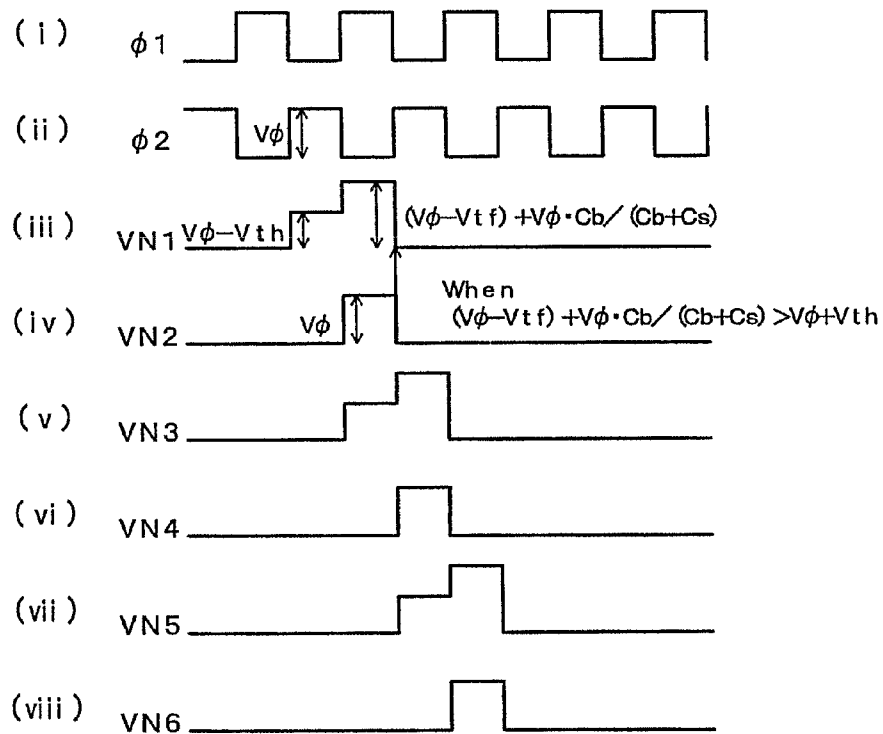 (i) φ1
(ii) φ2 Vφ
(iii) VN1 Vφ−Vth (Vφ−Vtf)+Vφ・Cb/(Cb+Cs)
When
(iv) VN2 Vφ (Vφ−Vtf)+Vφ・Cb/(Cb+Cs)>Vφ+Vth
(v) VN3
(vi) VN4
(vii) VN5
(viii) VN6